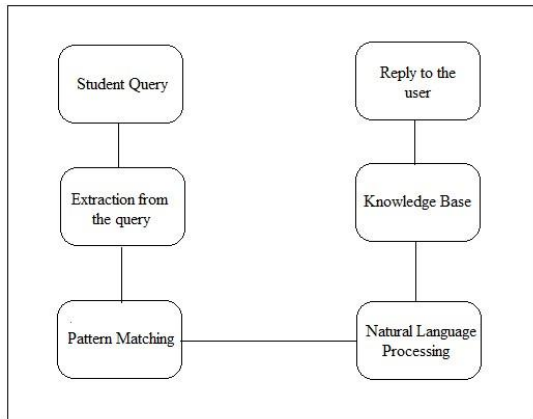 Student Query
Extraction from
the query
Pattern Matching
Natural Language
Processing
Knowledge Base
Reply to the
user